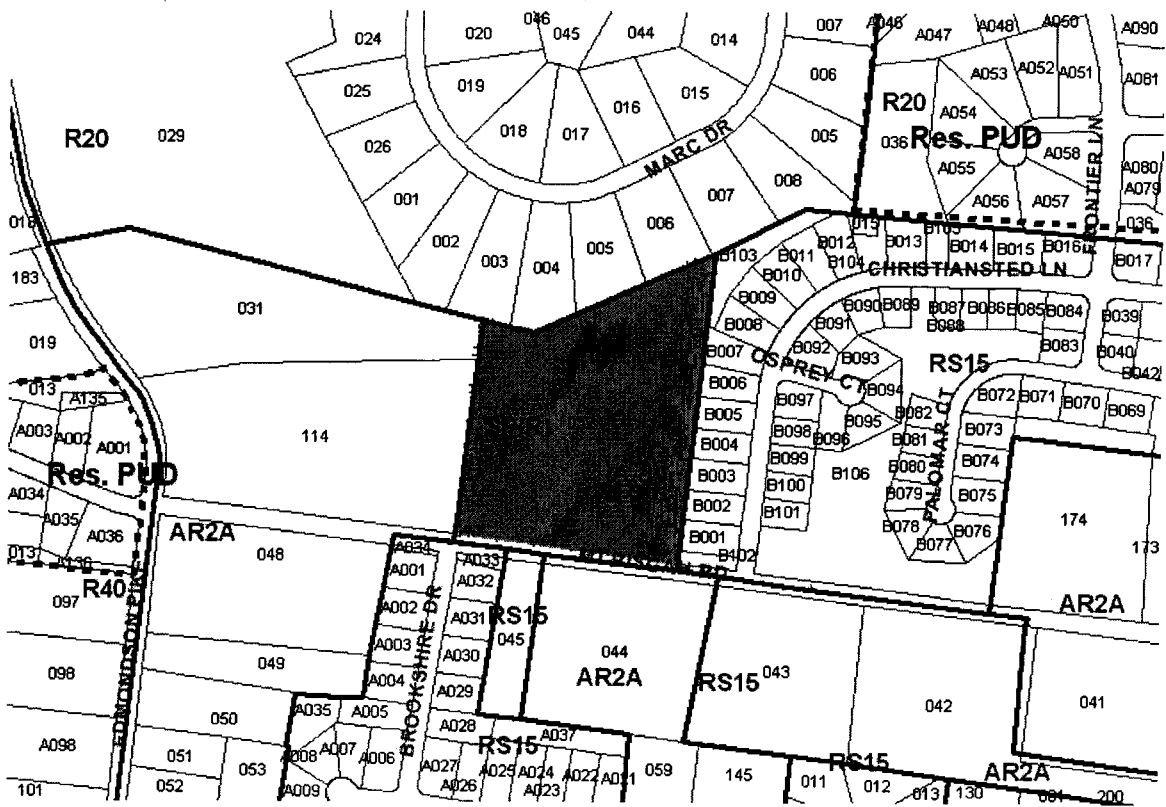 046
024
020
045
044
014
007
A046
A047
A048
A050
A090
025
019
016
015
006
R20
A053
A052
A051
A081
R20
029
026
018
017
MARC DR
005
036
A054
Res. PUD
A058
FRONTIER LN
A055
A080
A079
001
007
008
A056
A057
036
002
003
004
005
006
015
B103
B012
B013
B014
B015
B016
B017
B103
B011
B104
B010
CHRISTIANSTED LN
183
031
B009
B090
B089
B087
B086
B085
B084
B039
B008
B091
B088
019
B007
B092
B093
RS15
B083
B040
B042
OSPREY CT
013
A135
B006
B094
B072
B071
B070
B069
A003
A002
A001
114
B005
B097
B095
B082
PALOMAR CT
B073
B004
B098
B096
B081
B074
Res. PUD
B003
B099
B106
B080
A034
B100
B079
B075
174
A035
A036
AR2A
B002
B101
B078
B076
B077
173
013
048
A034
A033
B001
B102
R40
A001
A032
AR2A
097
EDMONDSON PIKE
A002
A031
RS15
045
BROOKSHIRE DR
A003
A030
044
AR2A
RS15
043
098
049
A004
A029
042
041
050
A035
A005
A028
A037
A098
051
A008
A007
A006
RS15
RS15
053
A027
A025
A024
A022
A011
059
145
011
012
AR2A
101
052
A009
A026
A023
013
130
200